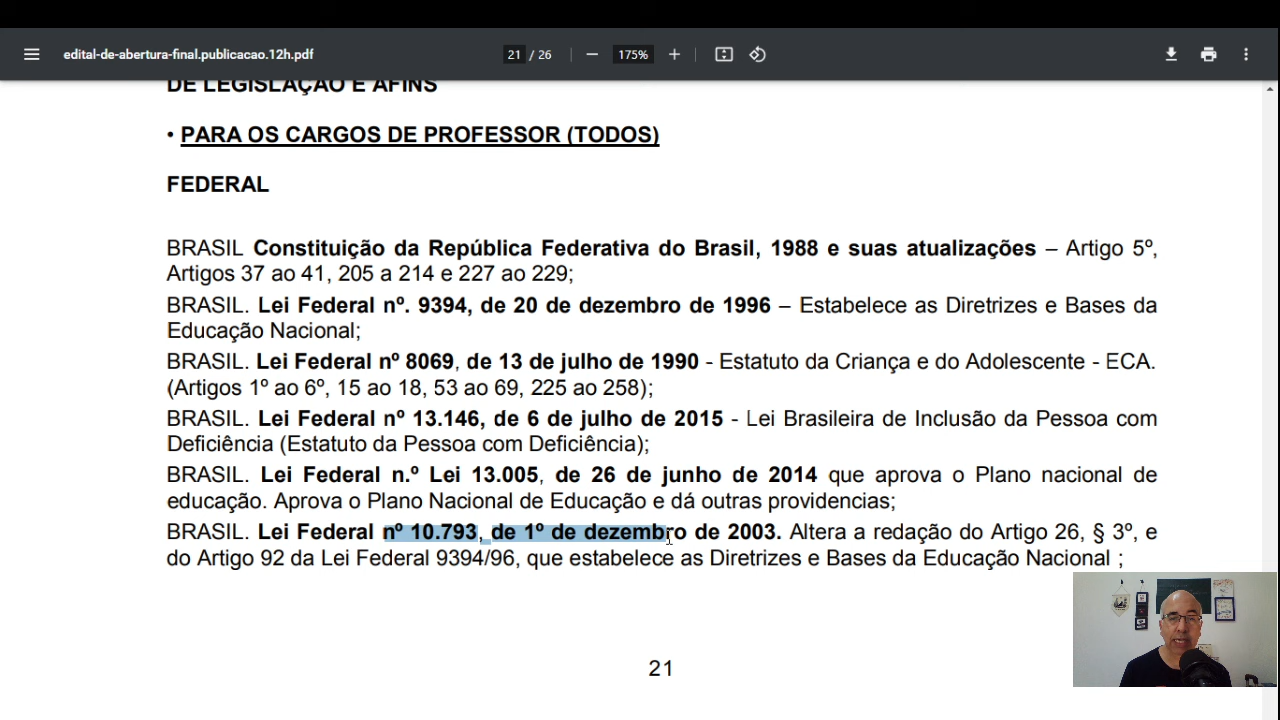 edital-de-abertura-final.publicacao.12h.pdf
21 / 26
175%
DE LEGISLAÇÃO E AFINS
• PARA OS CARGOS DE PROFESSOR (TODOS)
FEDERAL
BRASIL Constituição da República Federativa do Brasil, 1988 e suas atualizações – Artigo 5º,
Artigos 37 ao 41, 205 a 214 e 227 ao 229;
BRASIL. Lei Federal nº. 9394, de 20 de dezembro de 1996 – Estabelece as Diretrizes e Bases da
Educação Nacional;
BRASIL. Lei Federal nº 8069, de 13 de julho de 1990 - Estatuto da Criança e do Adolescente - ECA.
(Artigos 1º ao 6º, 15 ao 18, 53 ao 69, 225 ao 258);
BRASIL. Lei Federal nº 13.146, de 6 de julho de 2015 - Lei Brasileira de Inclusão da Pessoa com
Deficiência (Estatuto da Pessoa com Deficiência);
BRASIL. Lei Federal n.º Lei 13.005, de 26 de junho de 2014 que aprova o Plano nacional de
educação. Aprova o Plano Nacional de Educação e dá outras providencias;
BRASIL. Lei Federal nº 10.793, de 1º de dezembro de 2003. Altera a redação do Artigo 26, § 3º, e
do Artigo 92 da Lei Federal 9394/96, que estabelece as Diretrizes e Bases da Educação Nacional ;
21